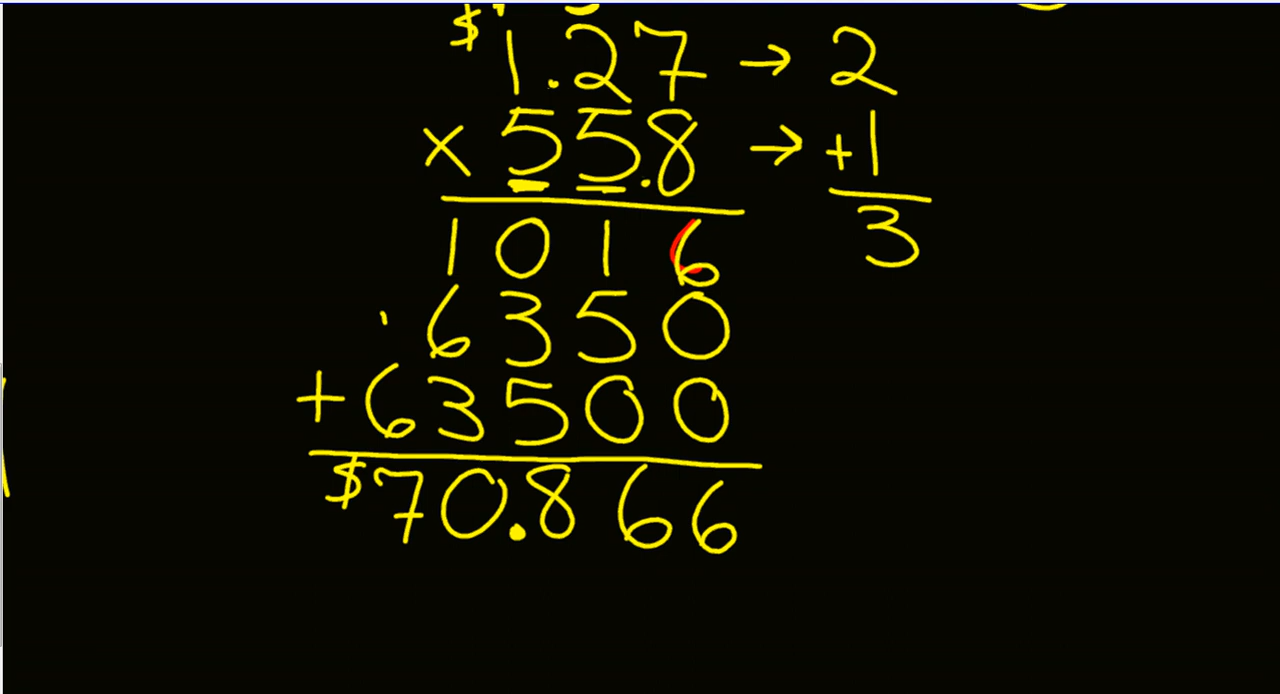 $1.27 → 2
× 55.8 → +1
1016 3
6350
+63500
$70.866